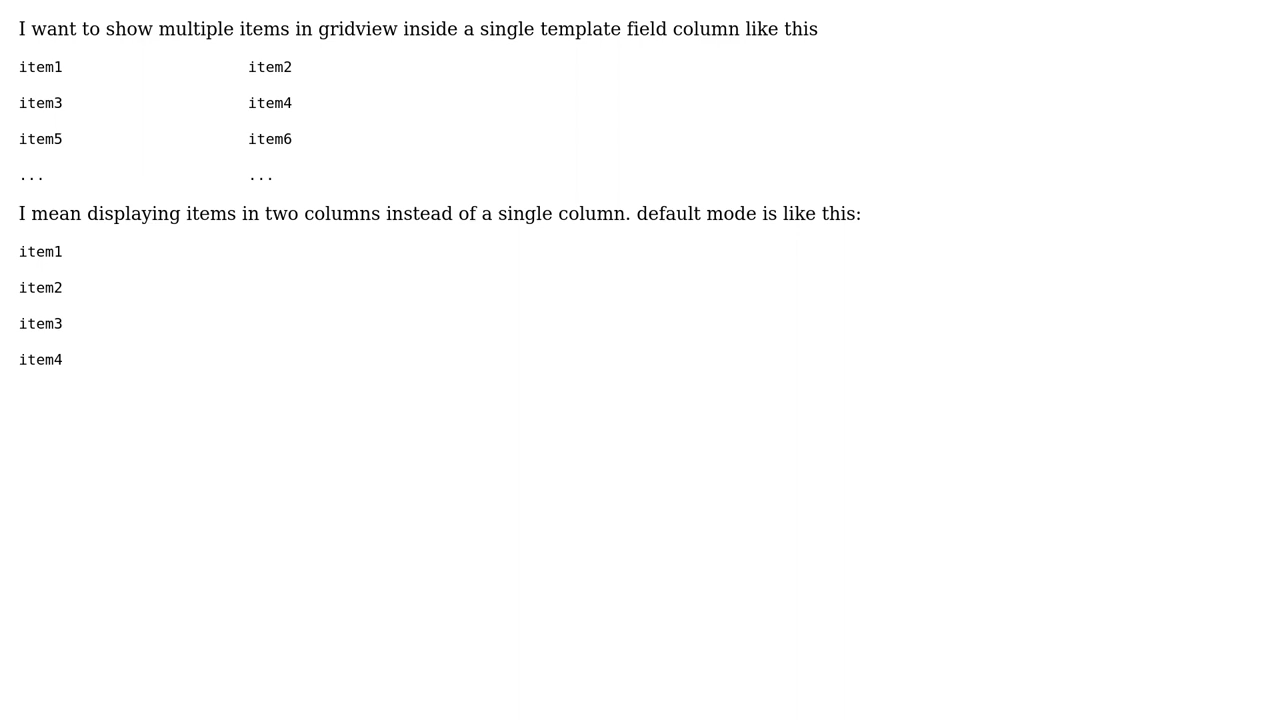 I want to show multiple items in gridview inside a single template field column like this
item1 item2
item3 item4
item5 item6
... ...
I mean displaying items in two columns instead of a single column. default mode is like this:
item1
item2
item3
item4